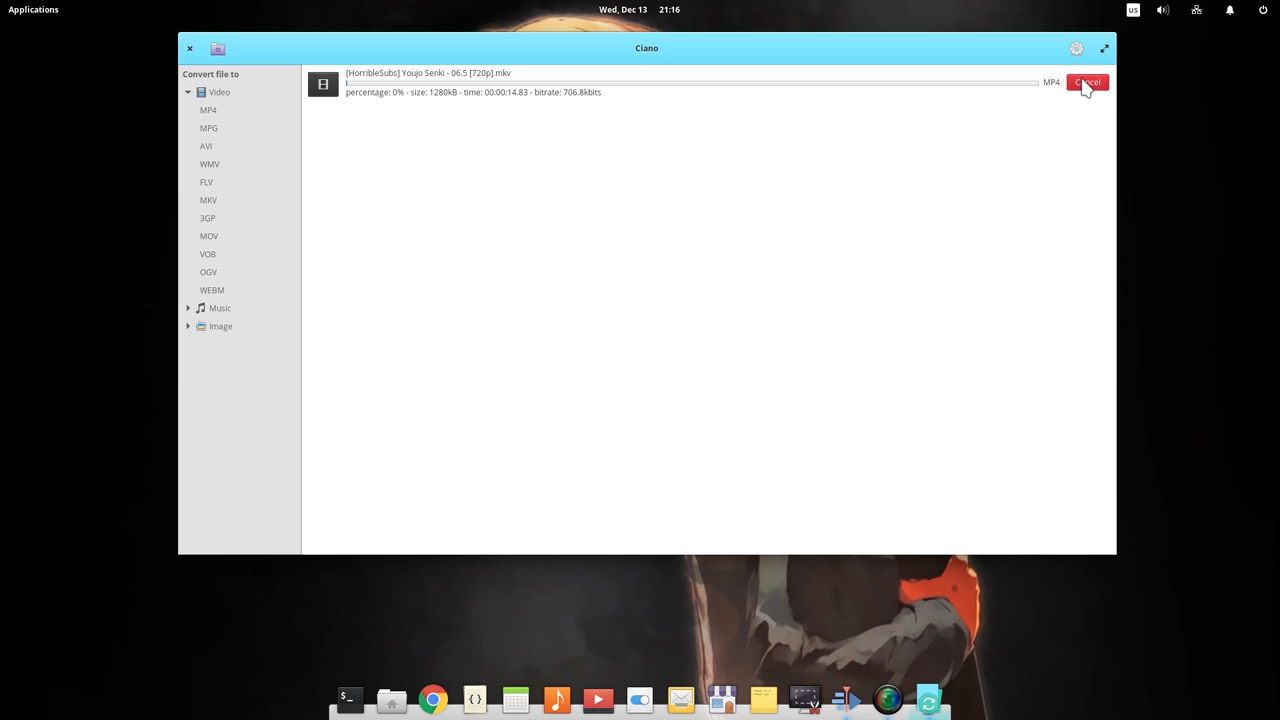 Applications
Wed, Dec 13 21:16
us
Ciano
Convert file to
Video
MP4
MPG
AVI
WMV
FLV
MKV
3GP
MOV
VOB
OGV
WEBM
Music
Image
[HorribleSubs] Youjo Senki - 06.5 [720p].mkv
MP4
Cancel
percentage: 0% - size: 1280kB - time: 00:00:14.83 - bitrate: 706.8kbits